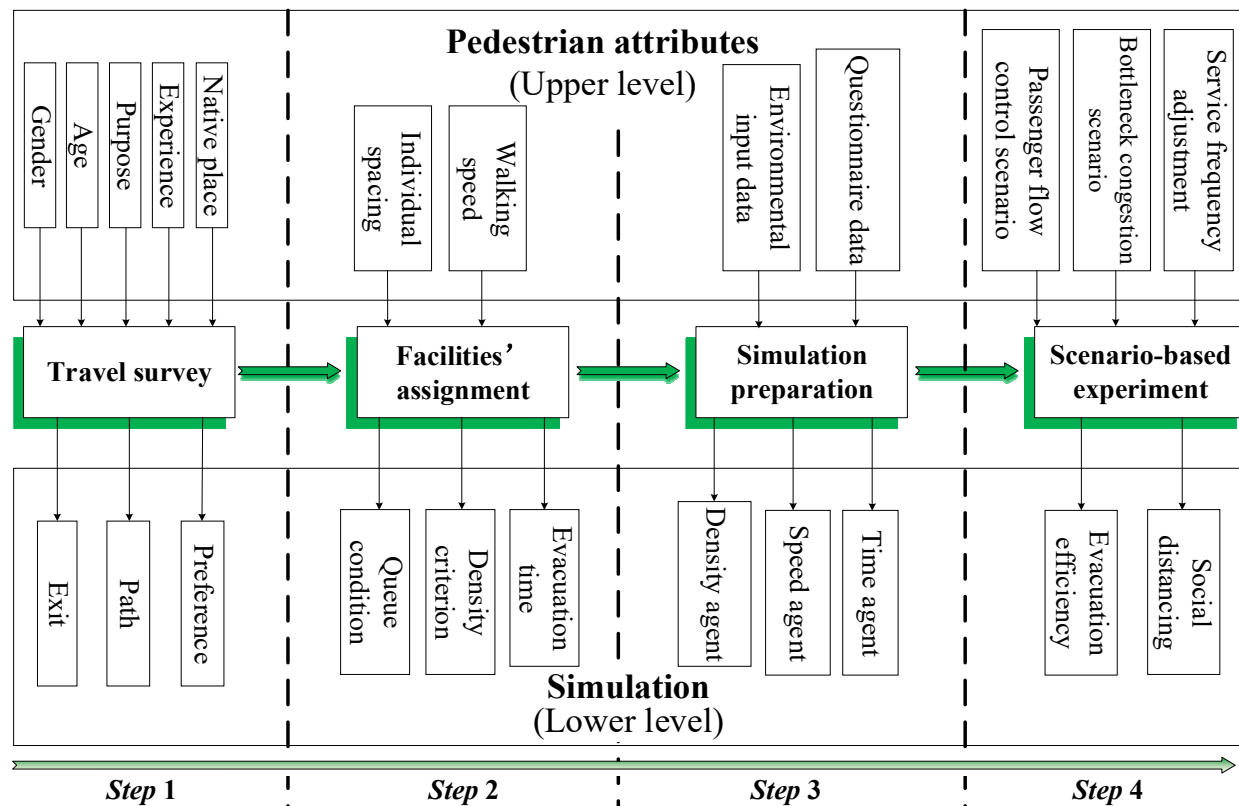 Pedestrian attributes
(Upper level)
Gender
Age
Purpose
Experience
Native place
Individual
spacing
Walking
speed
Environmental
input data
Questionnaire data
Passenger flow
control scenario
Bottleneck congestion
scenario
Service frequency
adjustment
Travel survey
Facilities’
assignment
Simulation
preparation
Scenario-based
experiment
Exit
Path
Preference
Queue
condition
Density
criterion
Evacuation
time
Density agent
Speed agent
Time agent
Evacuation
efficiency
Social
distancing
Simulation
(Lower level)
Step 1
Step 2
Step 3
Step 4